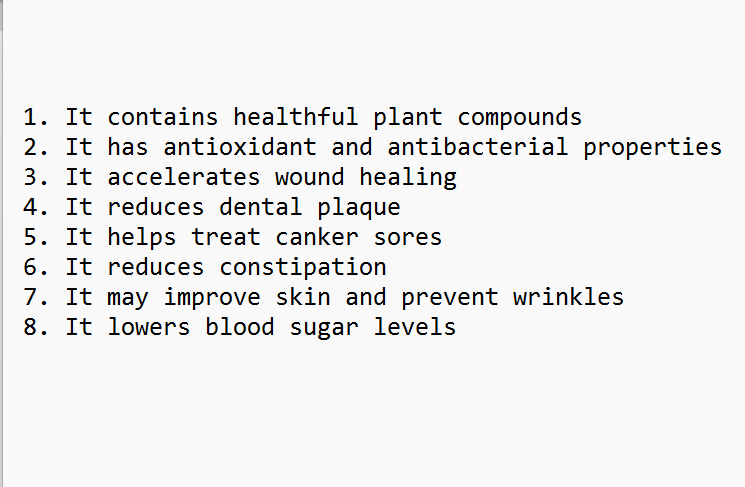 1. It contains healthful plant compounds
2. It has antioxidant and antibacterial properties
3. It accelerates wound healing
4. It reduces dental plaque
5. It helps treat canker sores
6. It reduces constipation
7. It may improve skin and prevent wrinkles
8. It lowers blood sugar levels